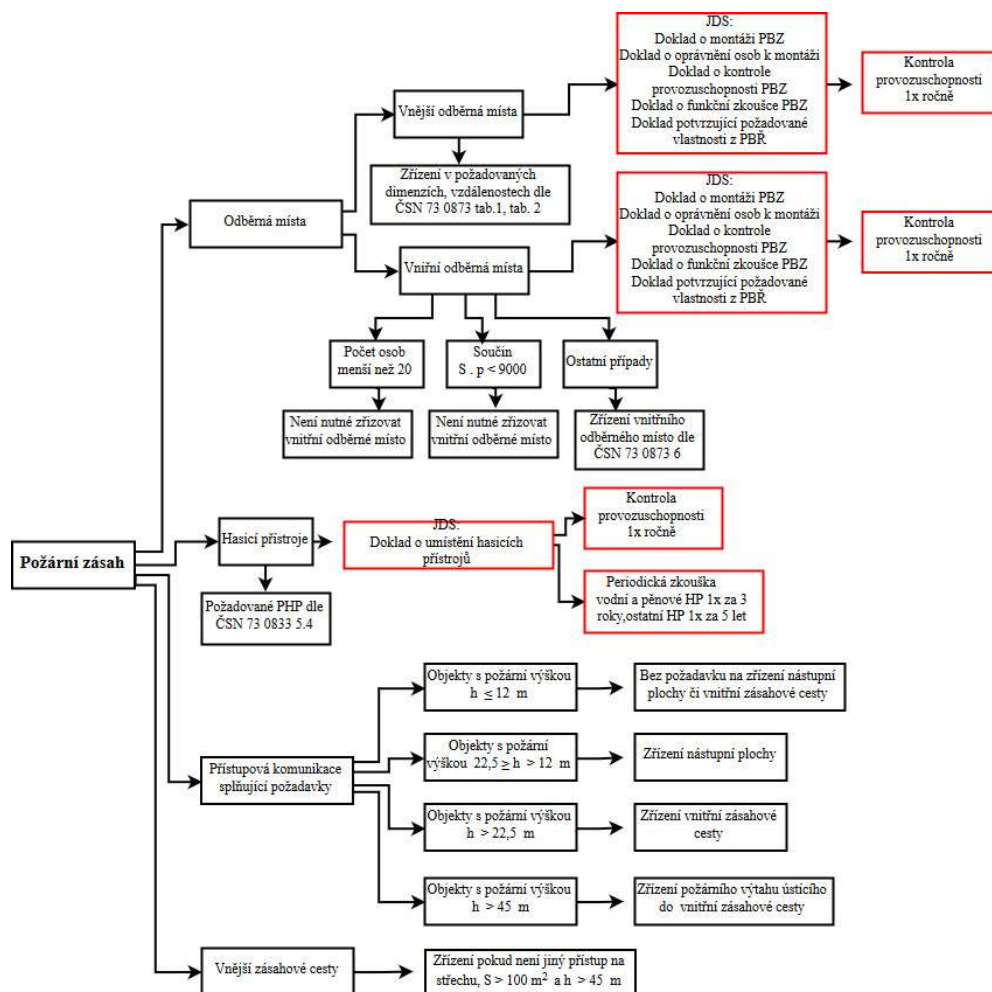 JDS:
Doklad o montáži PBZ
Doklad o oprávnění osob k montáži
Doklad o kontrole
provozuschopnosti PBZ
Doklad o funkční zkoušce PBZ
Doklad potvrzující požadované
vlastnosti z PBŘ
Kontrola
provozuschopnosti
1x ročně
Vnější odběrná místa
Zřízení v požadovaných
dimenzích, vzdálenostech dle
ČSN 73 0873 tab.1, tab. 2
Odběrná místa
JDS:
Doklad o montáži PBZ
Doklad o oprávnění osob k montáži
Doklad o kontrole
provozuschopnosti PBZ
Doklad o funkční zkoušce PBZ
Doklad potvrzující požadované
vlastnosti z PBŘ
Kontrola
provozuschopnosti
1x ročně
Vniřní odběrná místa
Počet osob
menší než 20
Součin
S . p < 9000
Ostatní případy
Není nutné zřizovat
vnitřní odběrné místo
Není nutné zřizovat
vnitřní odběrné místo
Zřízení vnitřního
odběrného místo dle
ČSN 73 0873 6
Požární zásah
Hasicí přístroje
JDS:
Doklad o umístění hasicích
přístrojů
Kontrola
provozuschopnosti
1x ročně
Periodická zkouška
vodní a pěnové HP 1x za 3
roky,ostatní HP 1x za 5 let
Požadované PHP dle
ČSN 73 0833 5.4
Přístupová komunikace
splňující požadavky
Objekty s požární výškou
h ≤ 12 m
Bez požadavku na zřízení nástupní
plochy či vnitřní zásahové cesty
Objekty s požární
výškou 22,5 ≥ h > 12 m
Zřízení nástupní plochy
Objekty s požární výškou
h > 22,5 m
Zřízení vnitřní zásahové
cesty
Objekty s požární výškou
h > 45 m
Zřízení požárního výtahu ústícího
do vnitřní zásahové cesty
Vnější zásahové cesty
Zřízení pokud není jiný přístup na
střechu, S > 100 m² a h > 45 m